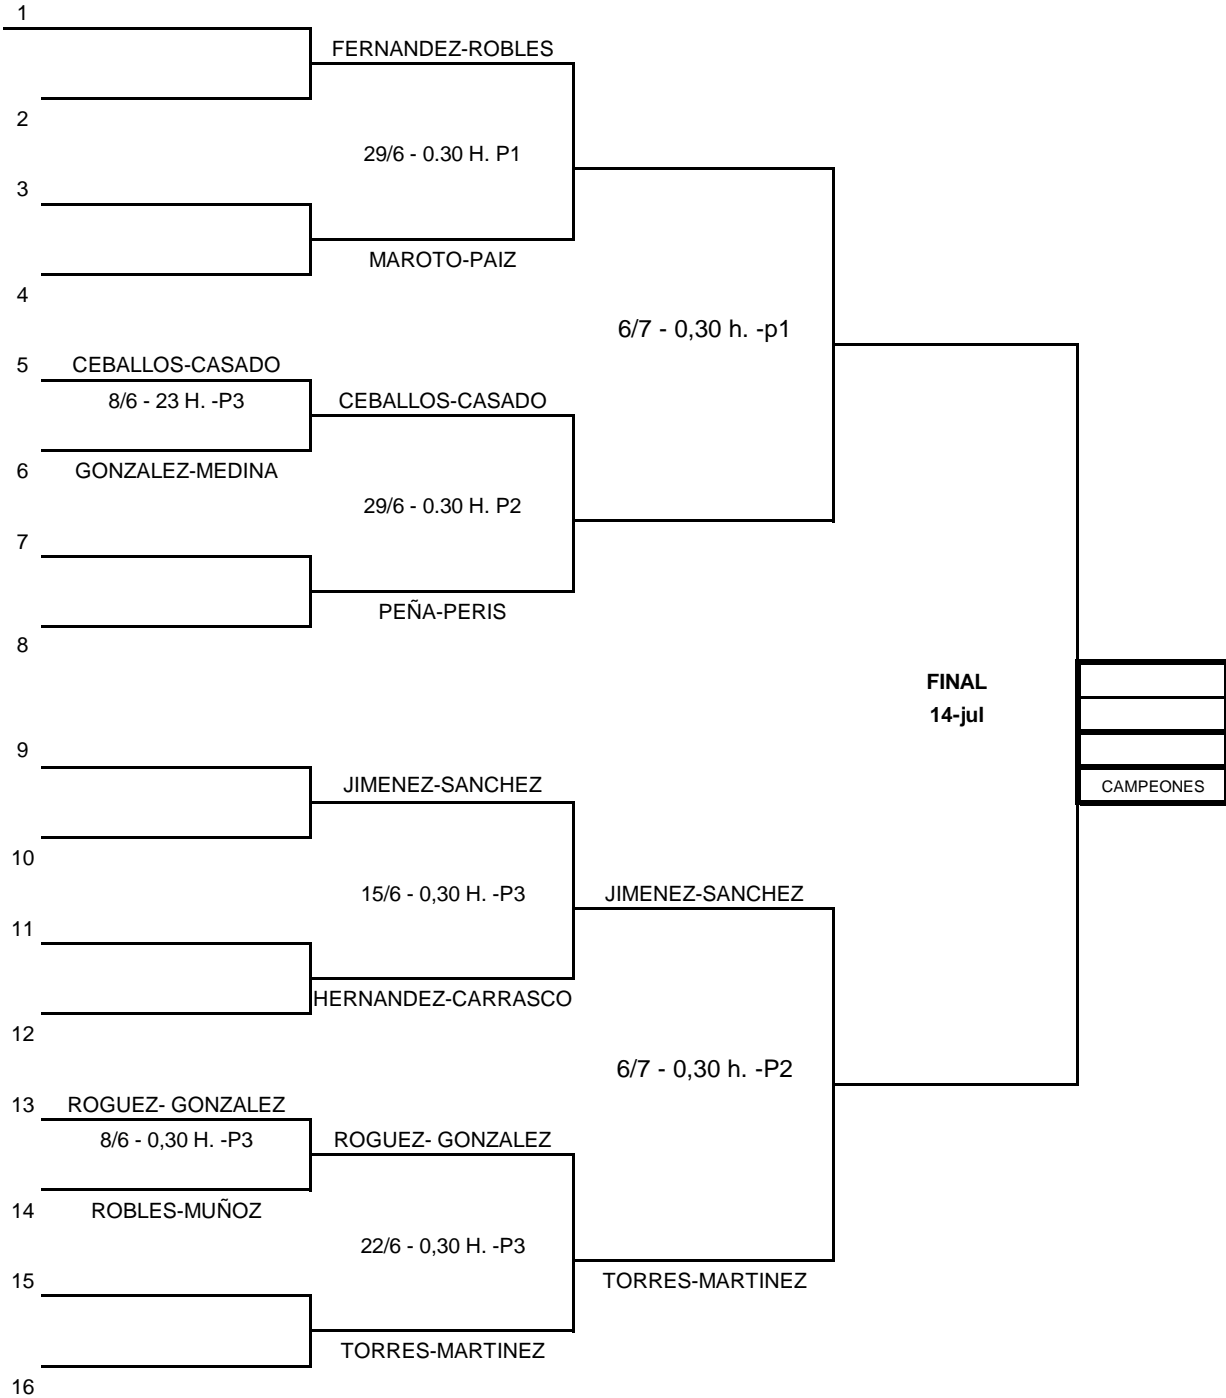 1
FERNANDEZ-ROBLES
2
29/6 - 0.30 H. P1
3
MAROTO-PAIZ
4
6/7 - 0,30 h. -p1
5 CEBALLOS-CASADO
8/6 - 23 H. -P3 CEBALLOS-CASADO
6 GONZALEZ-MEDINA
29/6 - 0.30 H. P2
7
PEÑA-PERIS
8
FINAL
14-jul
9
JIMENEZ-SANCHEZ
CAMPEONES
10
15/6 - 0,30 H. -P3 JIMENEZ-SANCHEZ
11
HERNANDEZ-CARRASCO
12
6/7 - 0,30 h. -P2
13 ROGUEZ- GONZALEZ
8/6 - 0,30 H. -P3 ROGUEZ- GONZALEZ
14 ROBLES-MUÑOZ
22/6 - 0,30 H. -P3
15 TORRES-MARTINEZ
TORRES-MARTINEZ
16